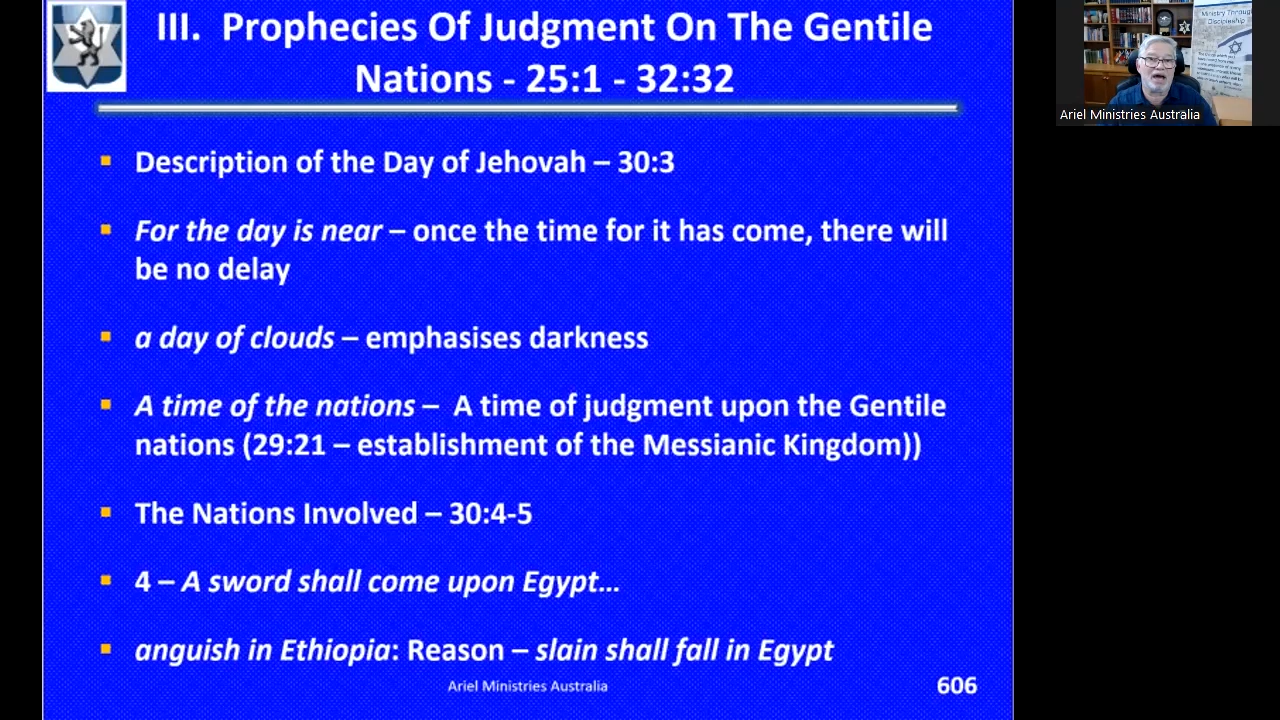 III. Prophecies Of Judgment On The Gentile
Nations - 25:1 - 32:32
▪ Description of the Day of Jehovah – 30:3
▪ For the day is near – once the time for it has come, there will
be no delay
▪ a day of clouds – emphasises darkness
▪ A time of the nations – A time of judgment upon the Gentile
nations (29:21 – establishment of the Messianic Kingdom))
▪ The Nations Involved – 30:4-5
▪ 4 – A sword shall come upon Egypt…
▪ anguish in Ethiopia: Reason – slain shall fall in Egypt
Ariel Ministries Australia
606
Ministry Through
Discipleship
Ariel Ministries Australia